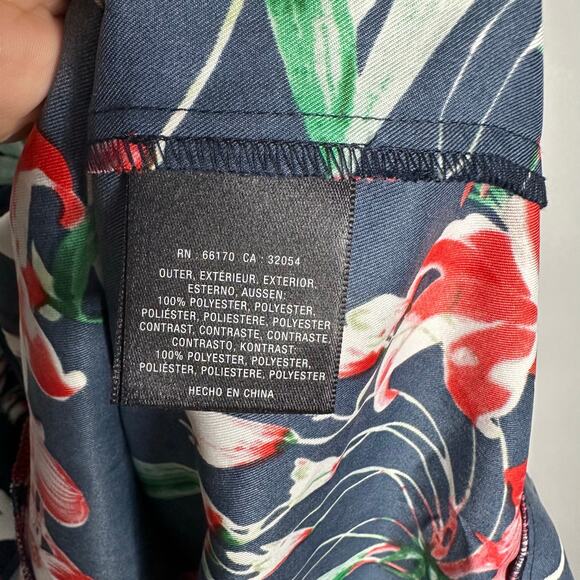 RN : 66170 CA : 32054
OUTER, EXTÉRIEUR, EXTERIOR,
ESTERNO, AUSSEN:
100% POLYESTER, POLYESTER,
POLIÉSTER, POLIESTERE, POLYESTER,
CONTRAST, CONTRASTE, CONTRASTE,
CONTRASTO, KONTRAST:
100% POLYESTER, POLYESTER,
POLIÉSTER, POLIESTERE, POLYESTER
HECHO EN CHINA